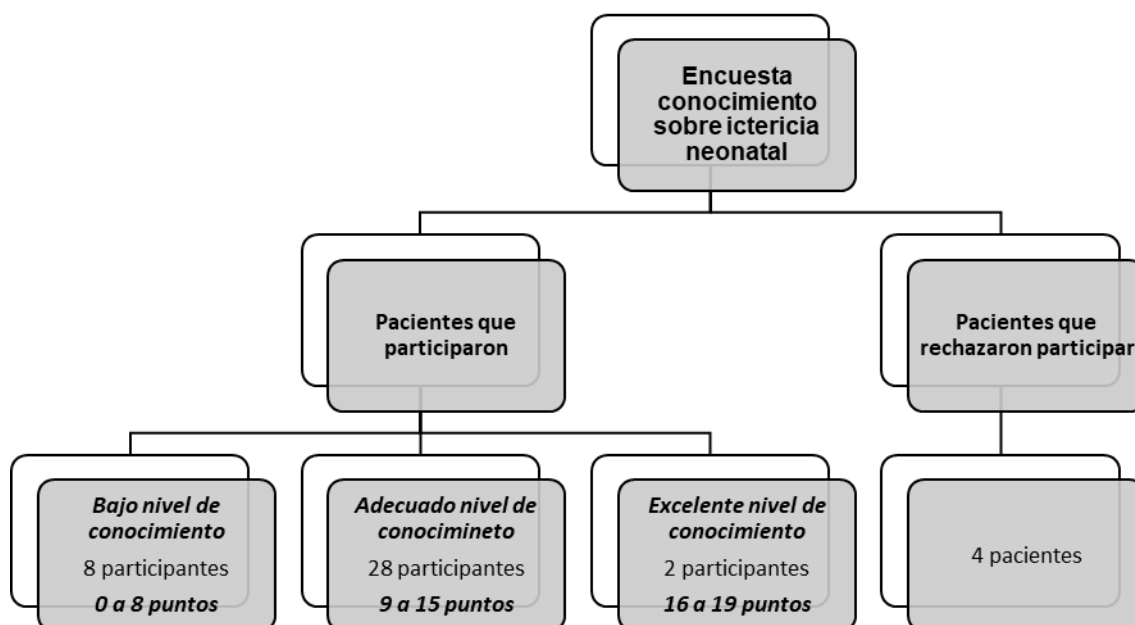 Encuesta
conocimiento
sobre ictericia
neonatal
Pacientes que
participaron
Pacientes que
rechazaron participar
Bajo nivel de
conocimiento
8 participantes
0 a 8 puntos
Adecuado nivel de
conocimineto
28 participantes
9 a 15 puntos
Excelente nivel de
conocimiento
2 participantes
16 a 19 puntos
4 pacientes